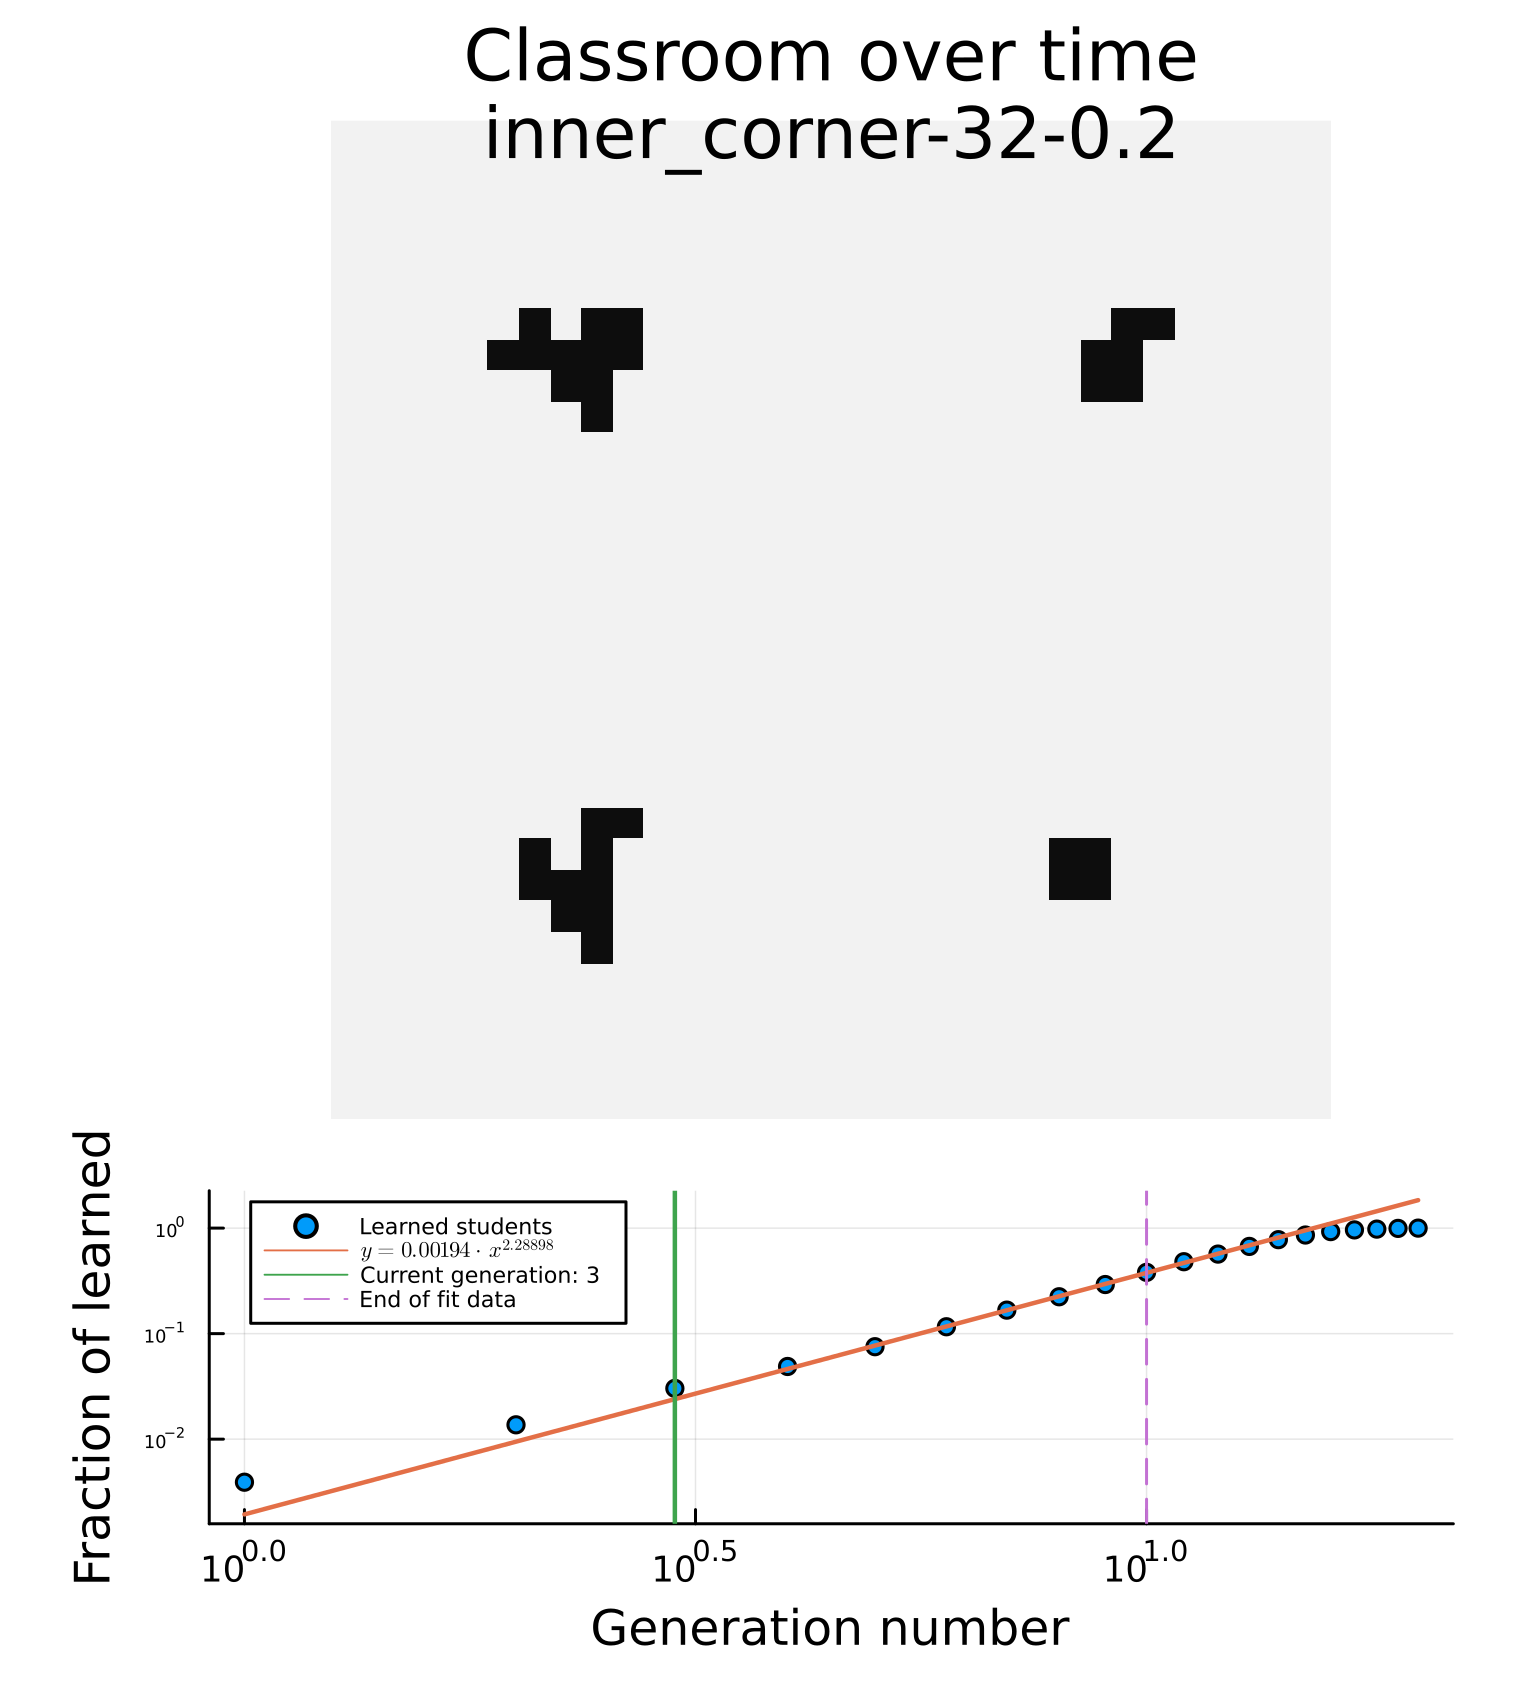 Classroom over time
inner_corner-32-0.2
Fraction of learned
10⁰
10⁻¹
10⁻²
Learned students
y = 0.00194 · x^2.28898
Current generation: 3
End of fit data
10^0.0 10^0.5 10^1.0
Generation number